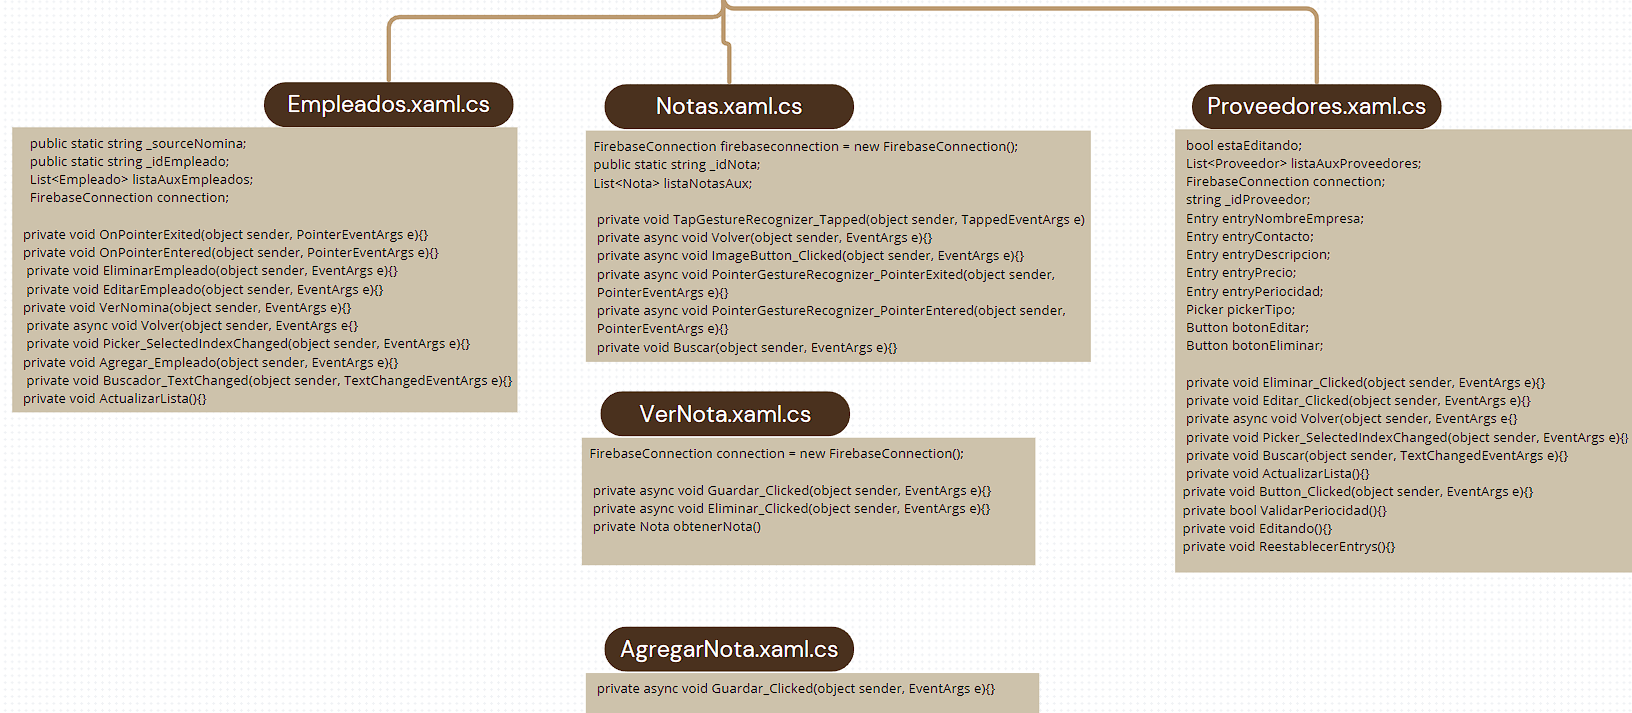 Empleados.xaml.cs
public static string _sourceNomina;
public static string _idEmpleado;
List<Empleado> listaAuxEmpleados;
FirebaseConnection connection;
private void OnPointerExited(object sender, PointerEventArgs e){}
private void OnPointerEntered(object sender, PointerEventArgs e){}
private void EliminarEmpleado(object sender, EventArgs e){}
private void EditarEmpleado(object sender, EventArgs e){}
private void VerNomina(object sender, EventArgs e){}
private async void Volver(object sender, EventArgs e{}
private void Picker_SelectedIndexChanged(object sender, EventArgs e){}
private void Agregar_Empleado(object sender, EventArgs e){}
private void Buscador_TextChanged(object sender, TextChangedEventArgs e){}
private void ActualizarLista(){}
Notas.xaml.cs
FirebaseConnection firebaseconnection = new FirebaseConnection();
public static string _idNota;
List<Nota> listaNotasAux;
private void TapGestureRecognizer_Tapped(object sender, TappedEventArgs e)
private async void Volver(object sender, EventArgs e){}
private async void ImageButton_Clicked(object sender, EventArgs e){}
private async void PointerGestureRecognizer_PointerExited(object sender,
PointerEventArgs e){}
private async void PointerGestureRecognizer_PointerEntered(object sender,
PointerEventArgs e){}
private void Buscar(object sender, EventArgs e){}
VerNota.xaml.cs
FirebaseConnection connection = new FirebaseConnection();
private async void Guardar_Clicked(object sender, EventArgs e){}
private async void Eliminar_Clicked(object sender, EventArgs e){}
private Nota obtenerNota()
AgregarNota.xaml.cs
private async void Guardar_Clicked(object sender, EventArgs e){}
Proveedores.xaml.cs
bool estaEditando;
List<Proveedor> listaAuxProveedores;
FirebaseConnection connection;
string _idProveedor;
Entry entryNombreEmpresa;
Entry entryContacto;
Entry entryDescripcion;
Entry entryPrecio;
Entry entryPeriocidad;
Picker pickerTipo;
Button botonEditar;
Button botonEliminar;
private void Eliminar_Clicked(object sender, EventArgs e){}
private void Editar_Clicked(object sender, EventArgs e){}
private async void Volver(object sender, EventArgs e{}
private void Picker_SelectedIndexChanged(object sender, EventArgs e){}
private void Buscar(object sender, TextChangedEventArgs e){}
private void ActualizarLista(){}
private void Button_Clicked(object sender, EventArgs e){}
private bool ValidarPeriocidad(){}
private void Editando(){}
private void ReestablecerEntrys(){}